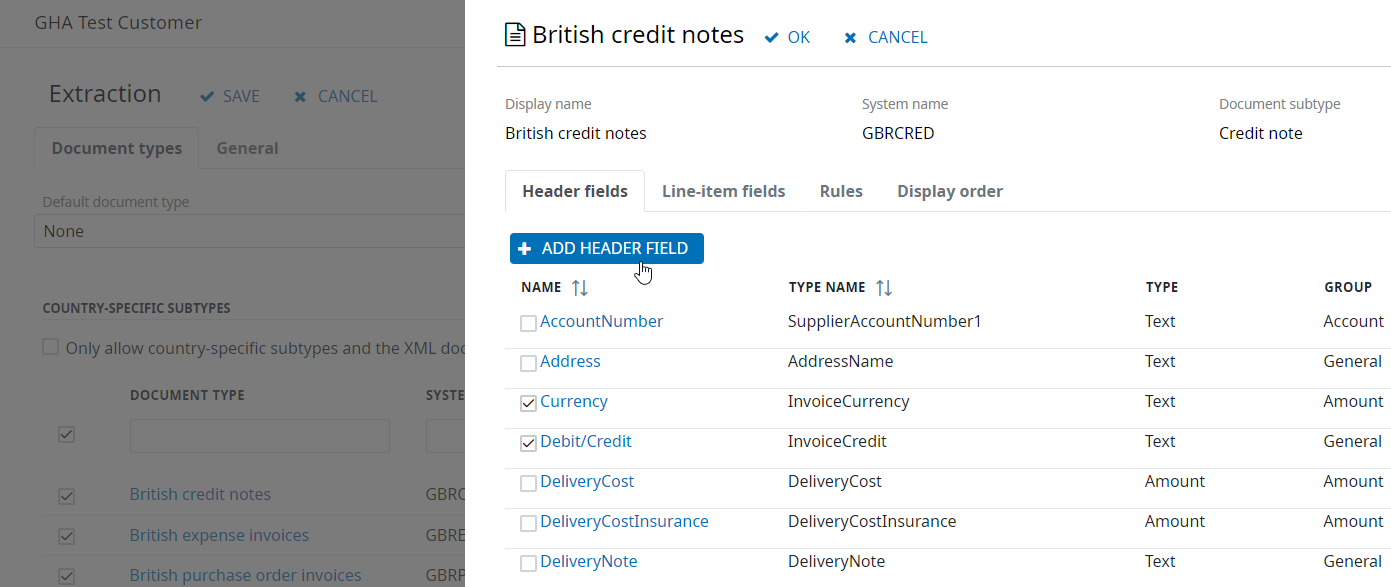 GHA Test Customer
Extraction SAVE CANCEL
Document types General
Default document type
None
COUNTRY-SPECIFIC SUBTYPES
Only allow country-specific subtypes and the XML doc
DOCUMENT TYPE SYSTE
British credit notes GBRC
British expense invoices GBRE
British purchase order invoices GBRP
British credit notes OK CANCEL
Display name System name Document subtype
British credit notes GBRCRED Credit note
Header fields Line-item fields Rules Display order
ADD HEADER FIELD
NAME TYPE NAME TYPE GROUP
AccountNumber SupplierAccountNumber1 Text Account
Address AddressName Text General
Currency InvoiceCurrency Text Amount
Debit/Credit InvoiceCredit Text General
DeliveryCost DeliveryCost Amount Amount
DeliveryCostInsurance DeliveryCostInsurance Amount Amount
DeliveryNote DeliveryNote Text General